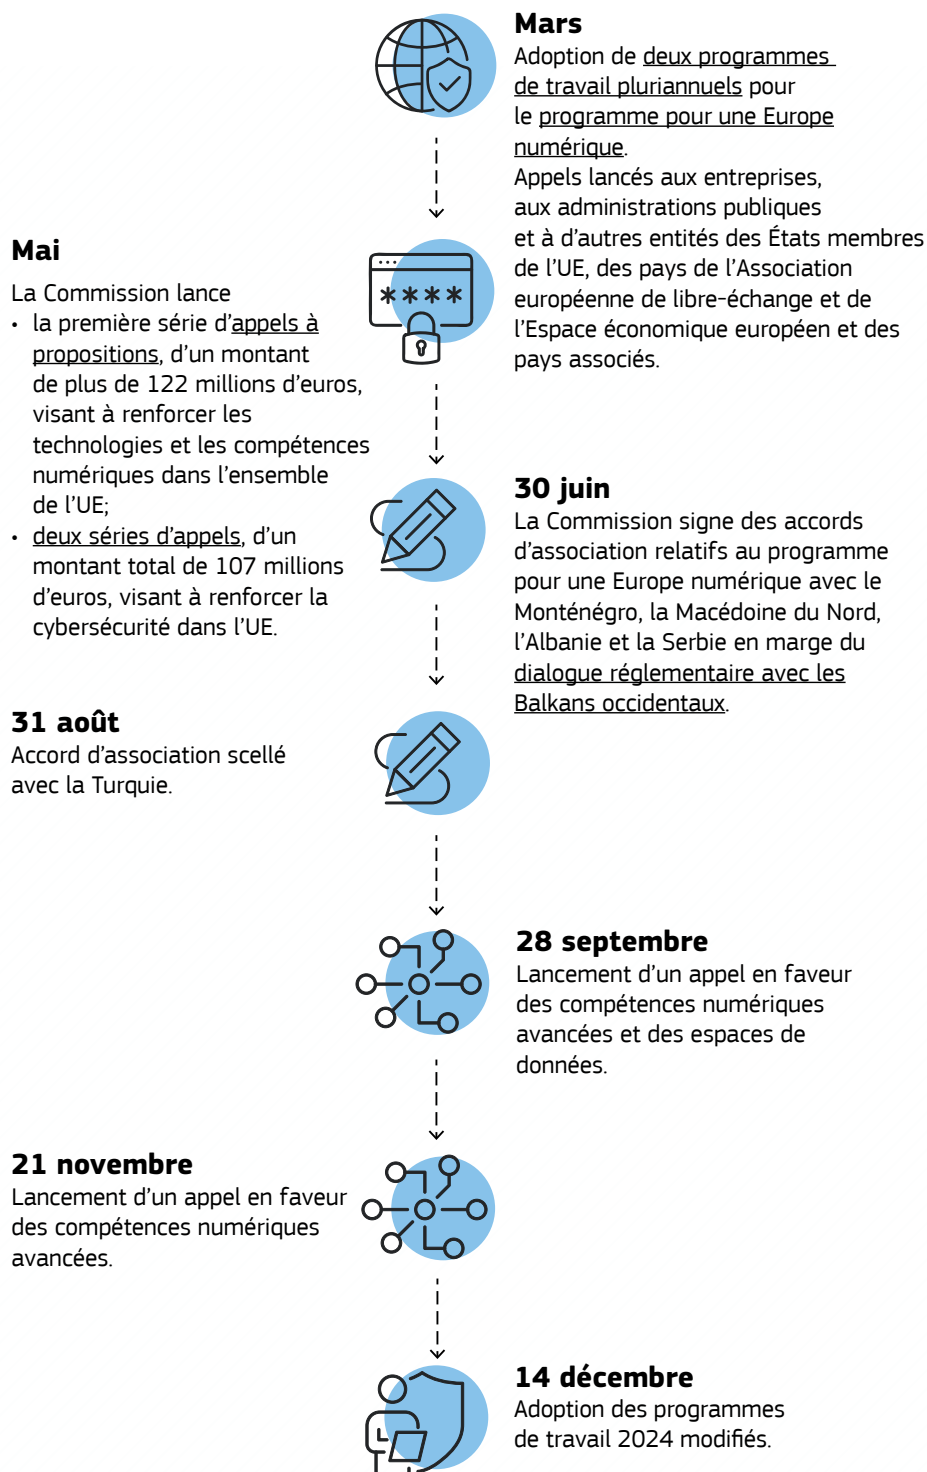 Mars
Adoption de deux programmes
de travail pluriannuels pour
le programme pour une Europe
numérique.
Appels lancés aux entreprises,
aux administrations publiques
et à d'autres entités des États membres
de l'UE, des pays de l'Association
européenne de libre-échange et de
l'Espace économique européen et des
pays associés.
Mai
La Commission lance
• la première série d'appels à
propositions, d'un montant
de plus de 122 millions d'euros,
visant à renforcer les
technologies et les compétences
numériques dans l'ensemble
de l'UE;
• deux séries d'appels, d'un
montant total de 107 millions
d'euros, visant à renforcer la
cybersécurité dans l'UE.
30 juin
La Commission signe des accords
d'association relatifs au programme
pour une Europe numérique avec le
Monténégro, la Macédoine du Nord,
l'Albanie et la Serbie en marge du
dialogue réglementaire avec les
Balkans occidentaux.
31 août
Accord d'association scellé
avec la Turquie.
28 septembre
Lancement d'un appel en faveur
des compétences numériques
avancées et des espaces de
données.
21 novembre
Lancement d'un appel en faveur
des compétences numériques
avancées.
14 décembre
Adoption des programmes
de travail 2024 modifiés.